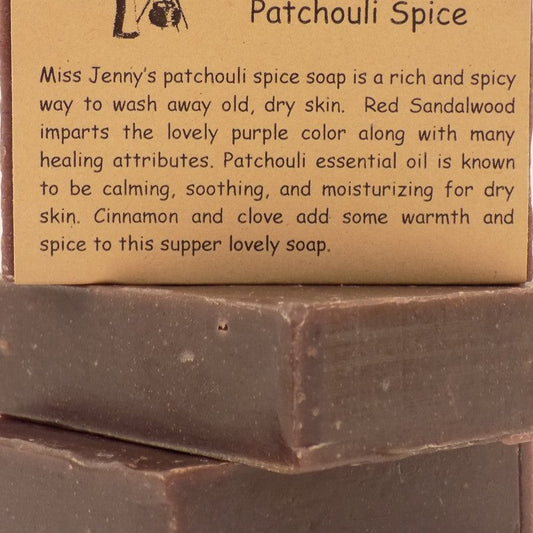 Patchouli Spice
Miss Jenny's patchouli spice soap is a rich and spicy
way to wash away old, dry skin. Red Sandalwood
imparts the lovely purple color along with many
healing attributes. Patchouli essential oil is known
to be calming, soothing, and moisturizing for dry
skin. Cinnamon and clove add some warmth and
spice to this supper lovely soap.